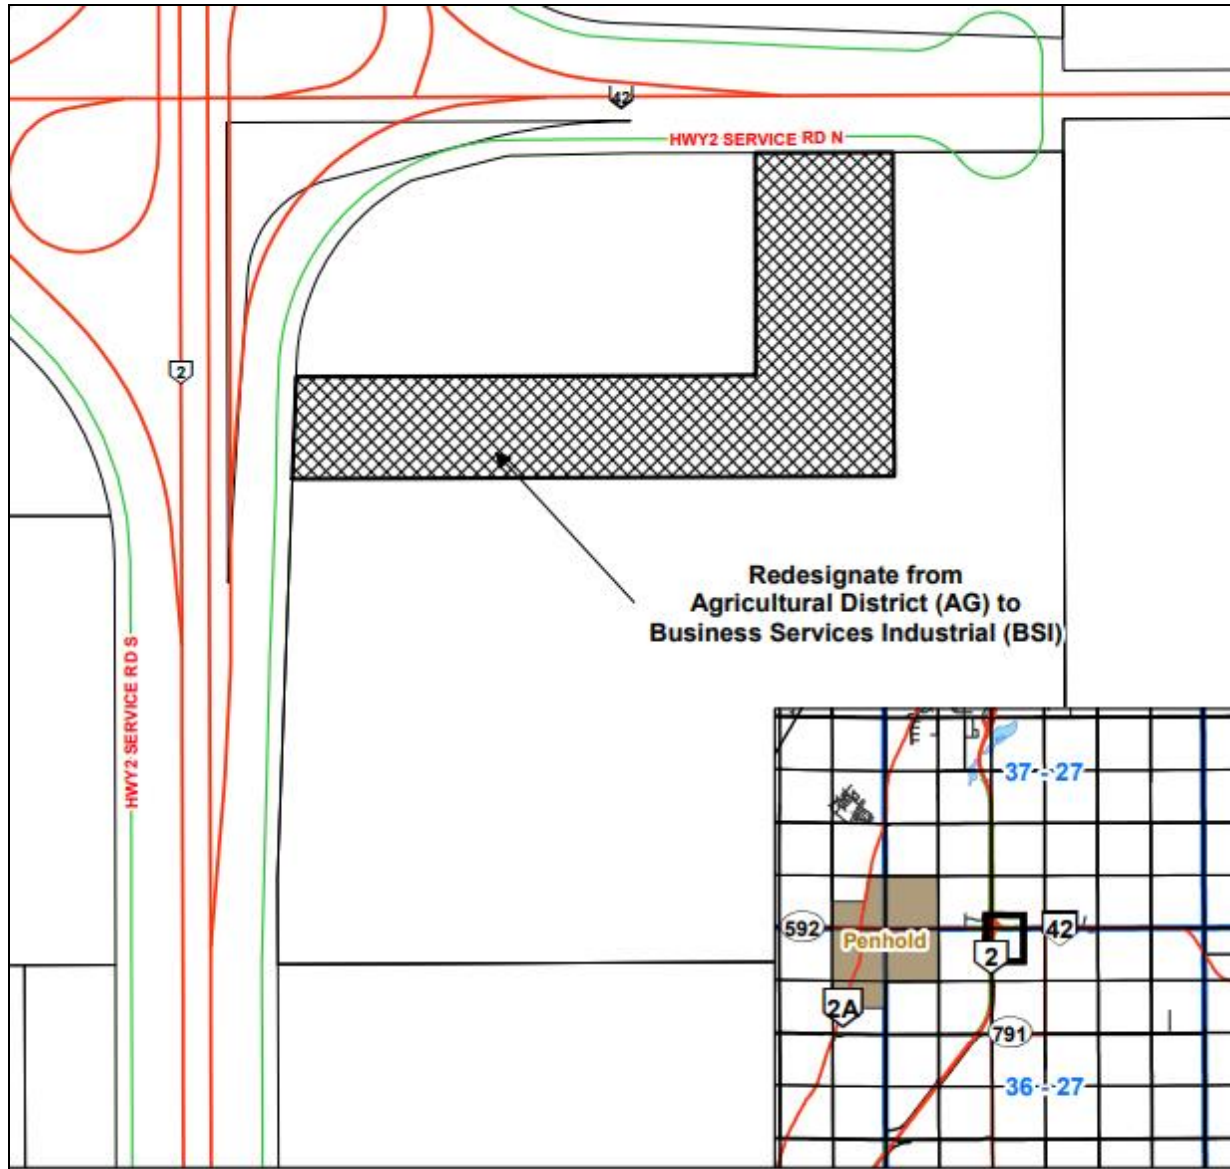 42
HWY2 SERVICE RD N
2
Redesignate from
Agricultural District (AG) to
Business Services Industrial (BSI)
HWY2 SERVICE RD S
37 - 27
592
Penhold
42
2
2A
791
36 - 27